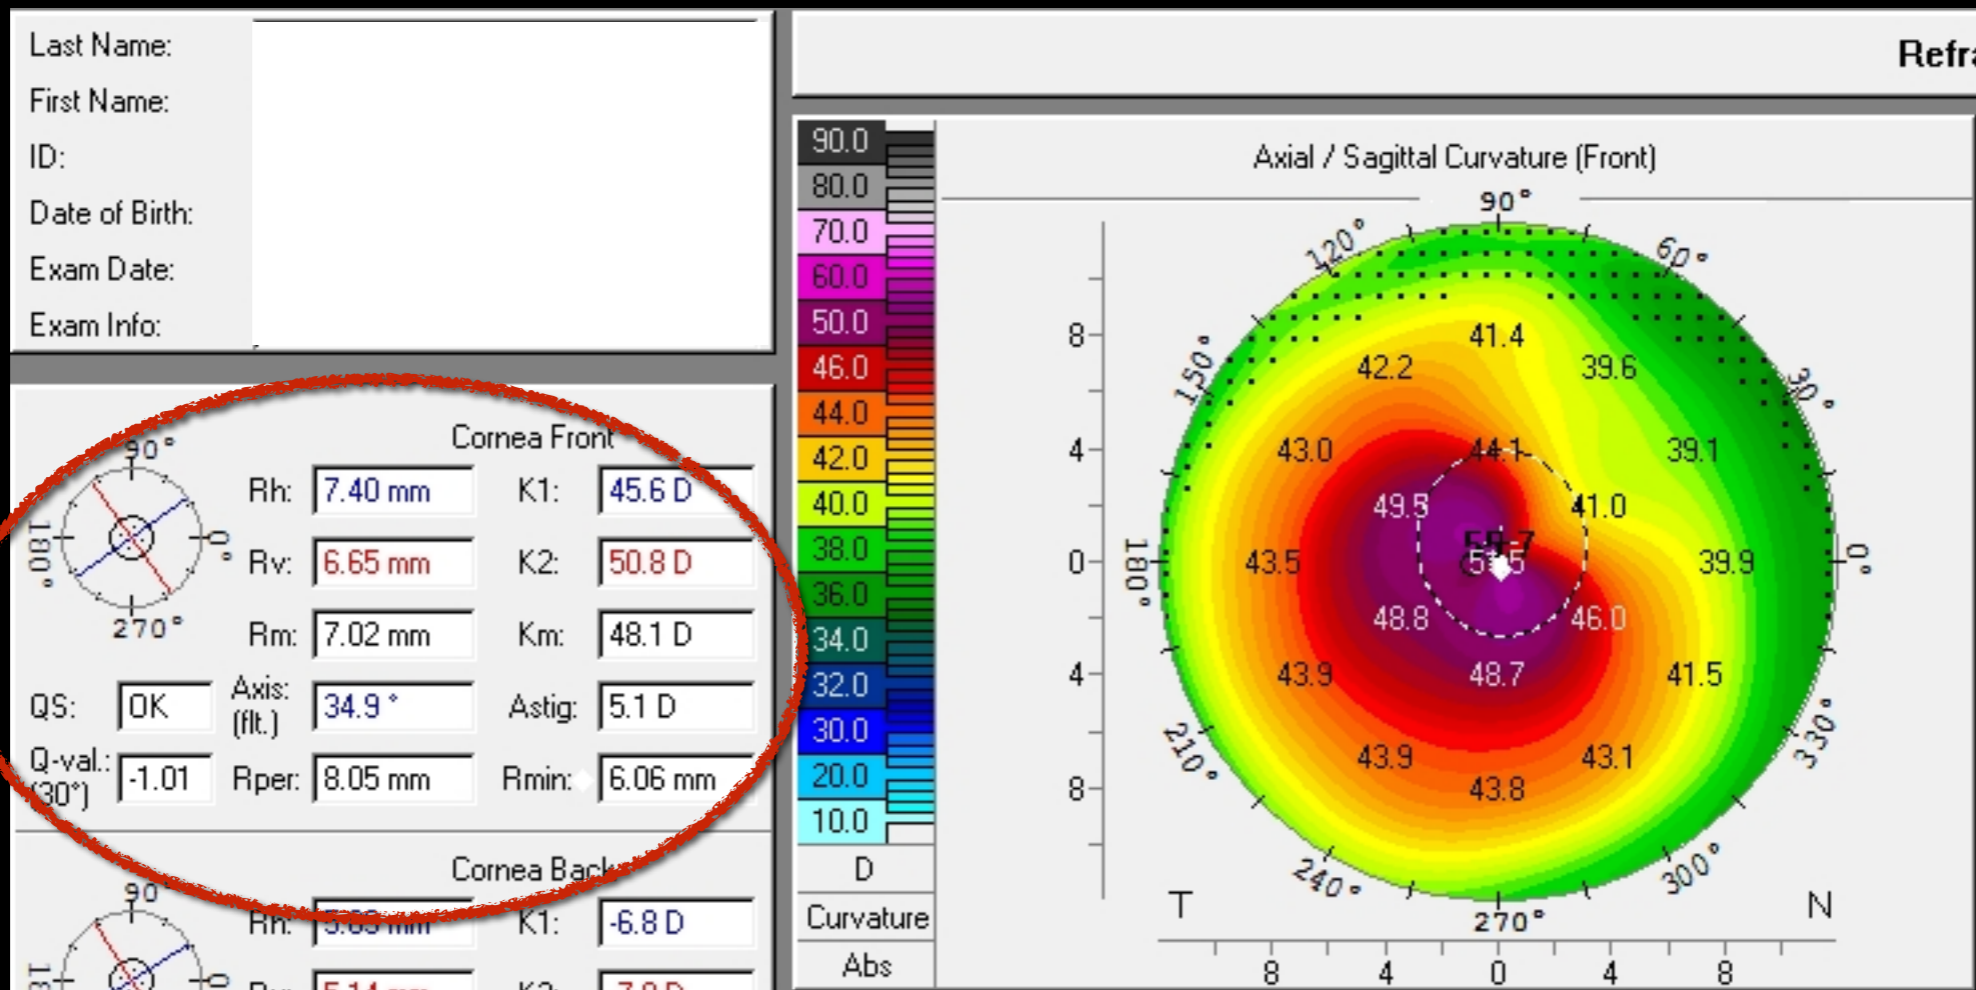 Last Name:
First Name:
ID:
Date of Birth:
Exam Date:
Exam Info:
Refra
Cornea Front
90°
180°
0°
270°
Rh: 7.40 mm K1: 45.6 D
Rv: 6.65 mm K2: 50.8 D
Rm: 7.02 mm Km: 48.1 D
QS: OK Axis: (flt.) 34.9 ° Astig: 5.1 D
Q-val.: (30°) -1.01 Rper: 8.05 mm Rmin: 6.06 mm
Cornea Back
90°
Rh: K1: -6.8 D
90.0
80.0
70.0
60.0
50.0
46.0
44.0
42.0
40.0
38.0
36.0
34.0
32.0
30.0
20.0
10.0
D
Curvature
Abs
Axial / Sagittal Curvature (Front)
90°
120° 60°
150° 30°
180° 0°
210° 330°
240° 300°
270°
8
4
0
4
8
41.4
42.2 39.6
43.0 44.1 39.1
49.5 41.0
43.5 39.9
48.8 46.0
43.9 48.7 41.5
43.9 43.1
43.8
T N
8 4 0 4 8